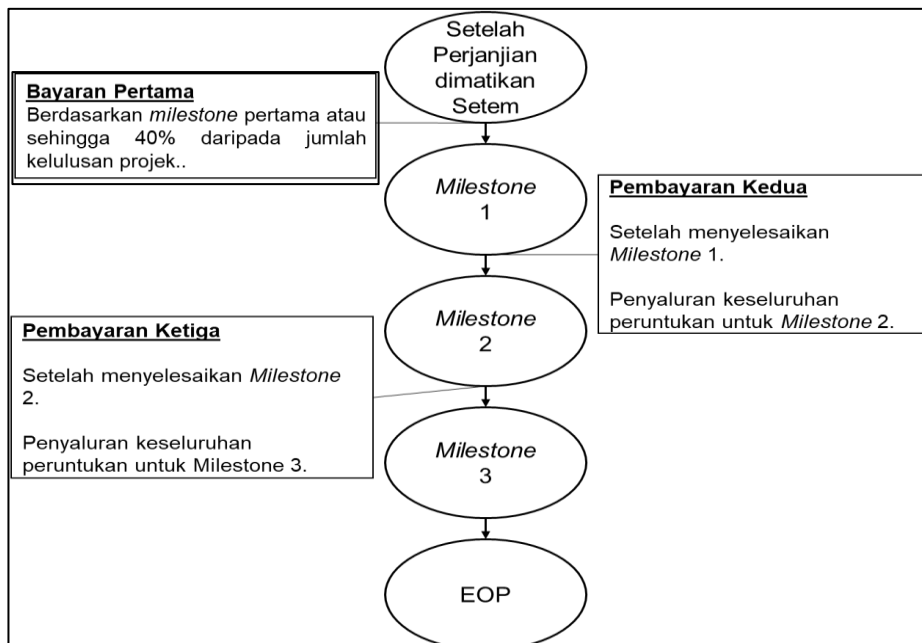 Setelah
Perjanjian
dimatikan
Setem
Bayaran Pertama
Berdasarkan milestone pertama atau
sehingga 40% daripada jumlah
kelulusan projek..
Milestone
1
Pembayaran Kedua
Setelah menyelesaikan
Milestone 1.
Penyaluran keseluruhan
peruntukan untuk Milestone 2.
Milestone
2
Pembayaran Ketiga
Setelah menyelesaikan Milestone
2.
Penyaluran keseluruhan
peruntukan untuk Milestone 3.
Milestone
3
EOP